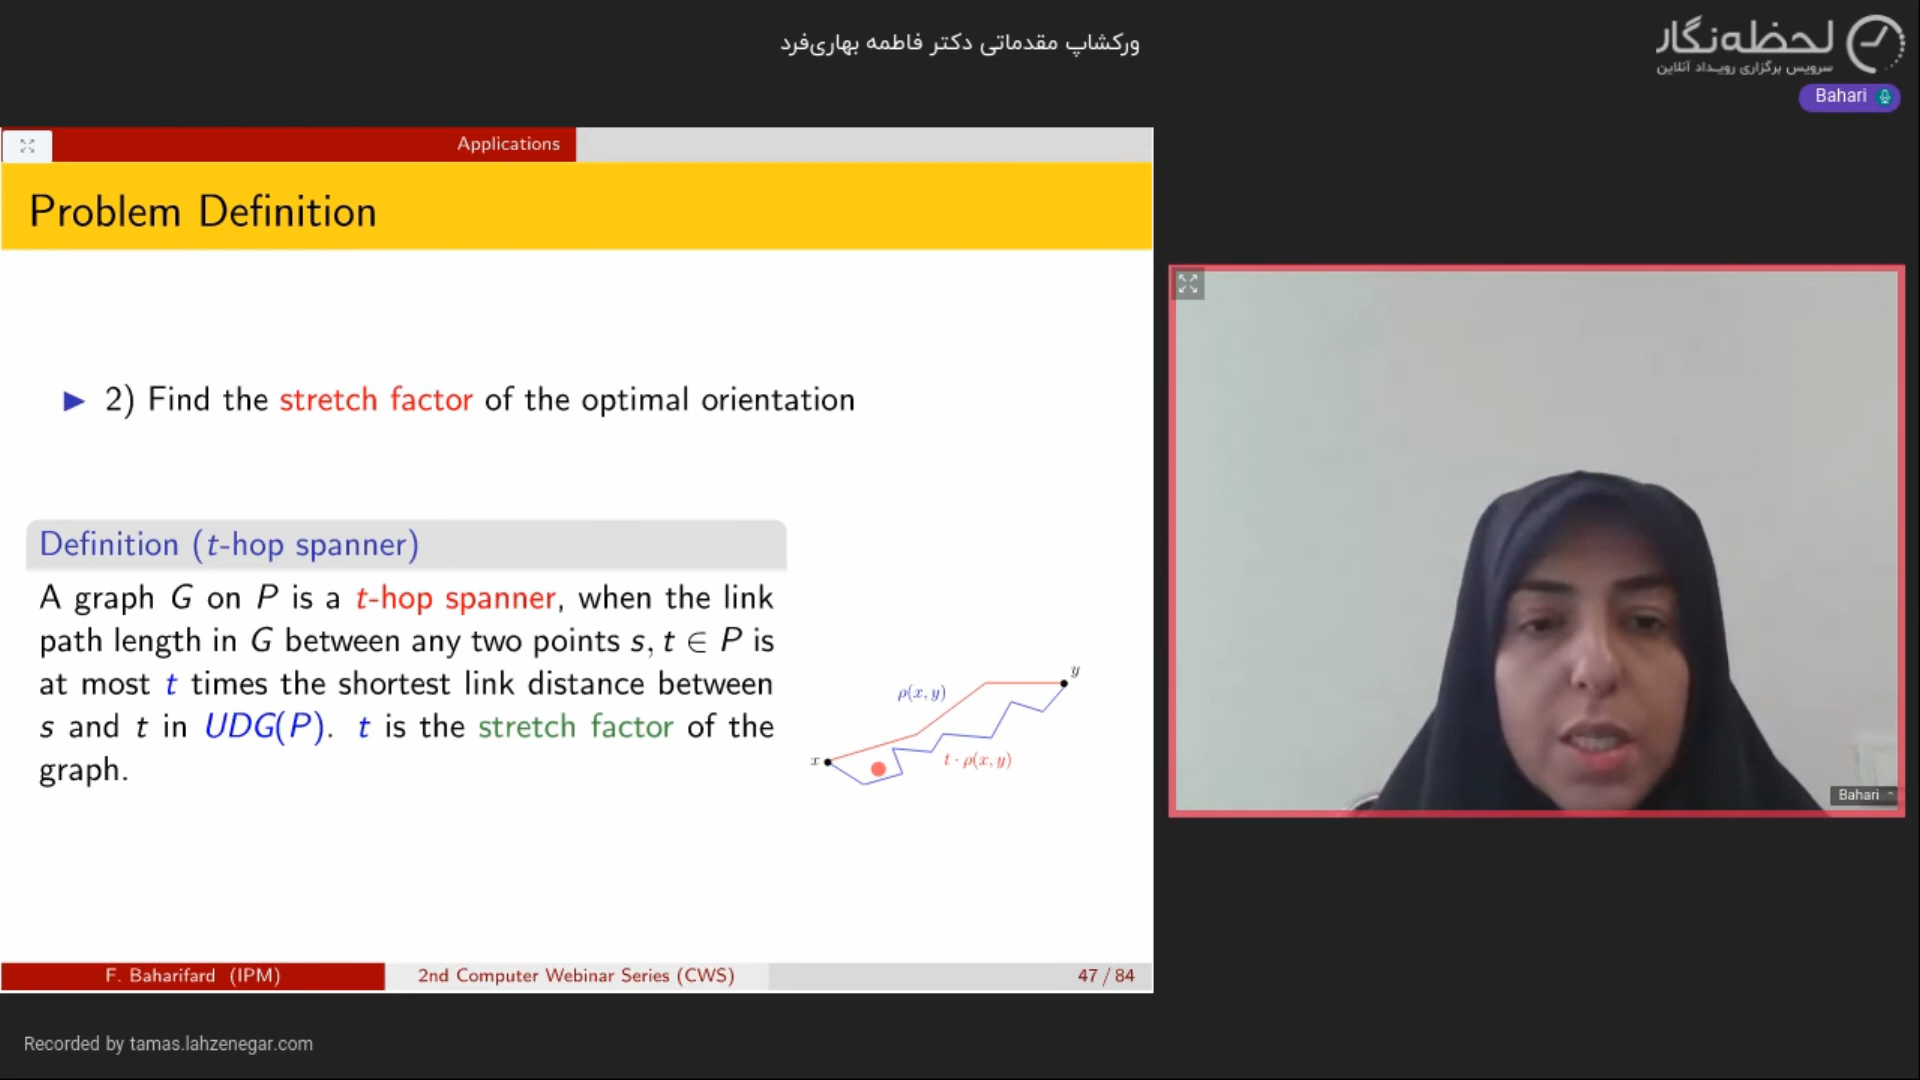 ورکشاپ مقدماتی دکتر فاطمه بهاری‌فرد
لحظه‌نگار
سرویس برگزاری رویداد آنلاین
Bahari
Applications
Problem Definition
2) Find the stretch factor of the optimal orientation
Definition (t-hop spanner)
A graph G on P is a t-hop spanner, when the link
path length in G between any two points s, t ∈ P is
at most t times the shortest link distance between
s and t in UDG(P). t is the stretch factor of the
graph.
y
ρ(x, y)
x
t · ρ(x, y)
Bahari
F. Baharifard (IPM)
2nd Computer Webinar Series (CWS)
47 / 84
Recorded by tamas.lahzenegar.com